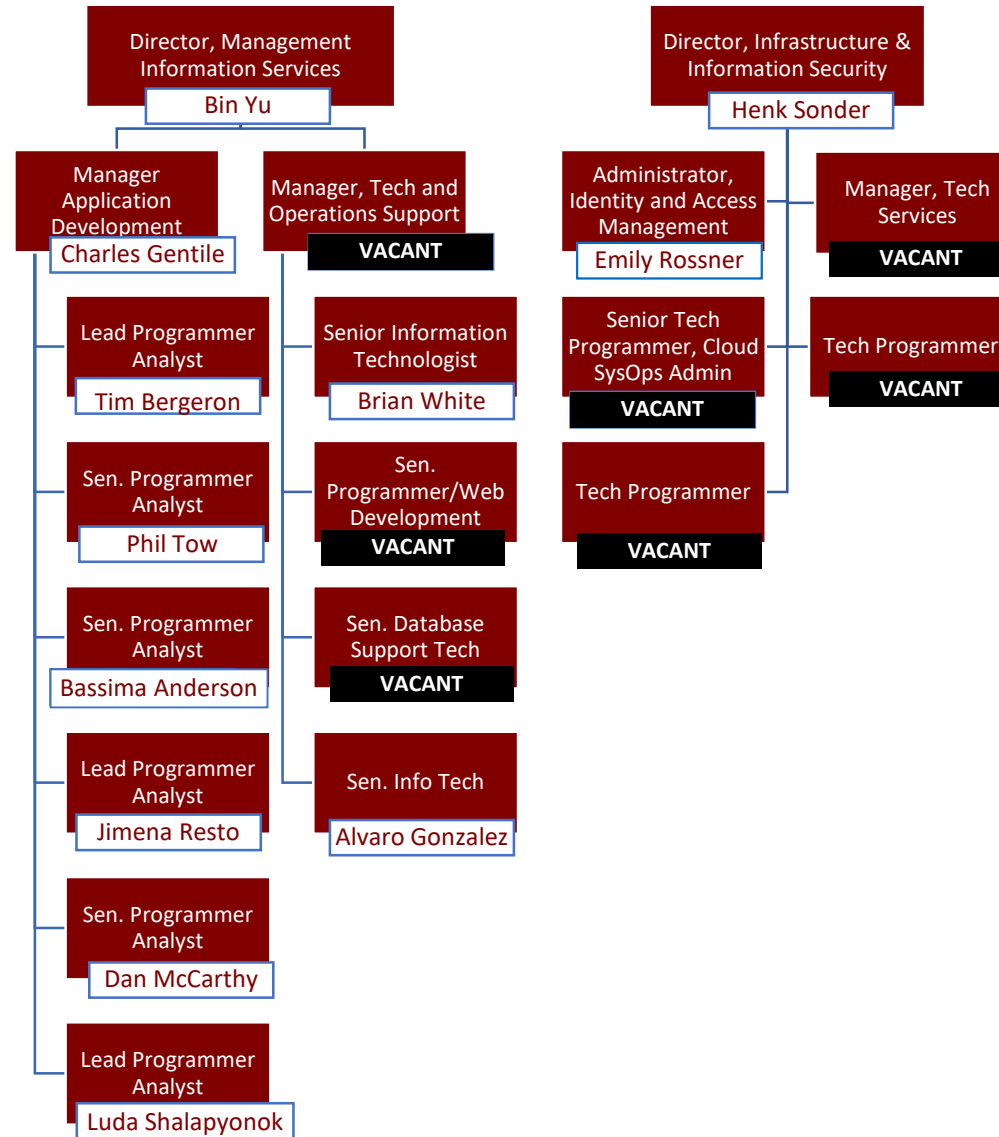 Director, Management
Information Services
Bin Yu
Manager
Application
Development
Charles Gentile
Lead Programmer
Analyst
Tim Bergeron
Sen. Programmer
Analyst
Phil Tow
Sen. Programmer
Analyst
Bassima Anderson
Lead Programmer
Analyst
Jimena Resto
Sen. Programmer
Analyst
Dan McCarthy
Lead Programmer
Analyst
Luda Shalapyonok
Manager, Tech and
Operations Support
VACANT
Senior Information
Technologist
Brian White
Sen.
Programmer/Web
Development
VACANT
Sen. Database
Support Tech
VACANT
Sen. Info Tech
Alvaro Gonzalez
Director, Infrastructure &
Information Security
Henk Sonder
Administrator,
Identity and Access
Management
Emily Rossner
Manager, Tech
Services
VACANT
Senior Tech
Programmer, Cloud
SysOps Admin
VACANT
Tech Programmer
VACANT
Tech Programmer
VACANT